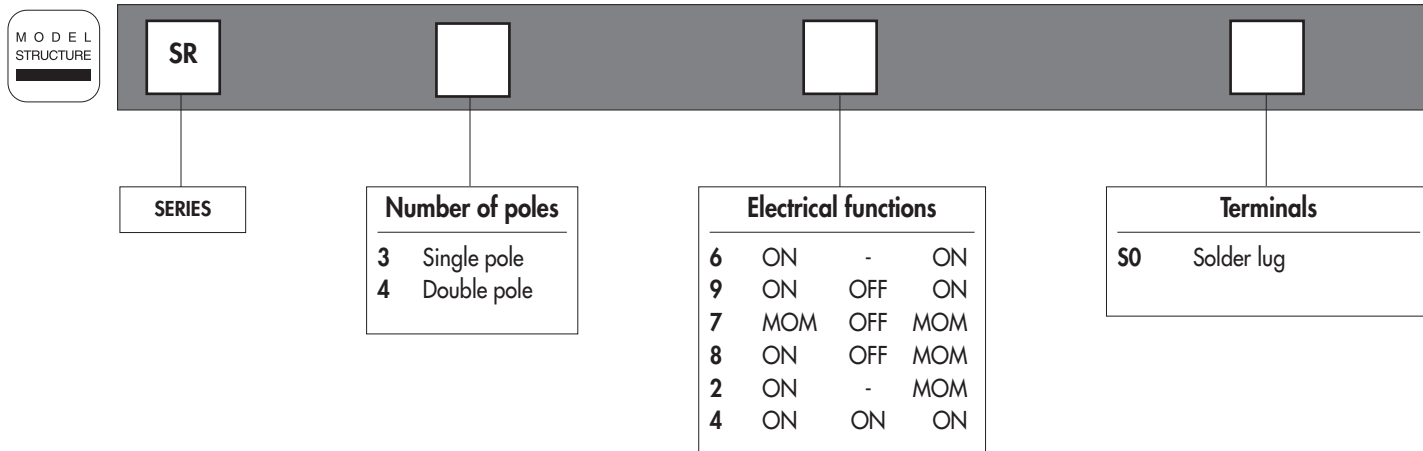 MODEL
STRUCTURE
SR
SERIES
Number of poles
3 Single pole
4 Double pole
Electrical functions
6 ON - ON
9 ON OFF ON
7 MOM OFF MOM
8 ON OFF MOM
2 ON - MOM
4 ON ON ON
Terminals
S0 Solder lug